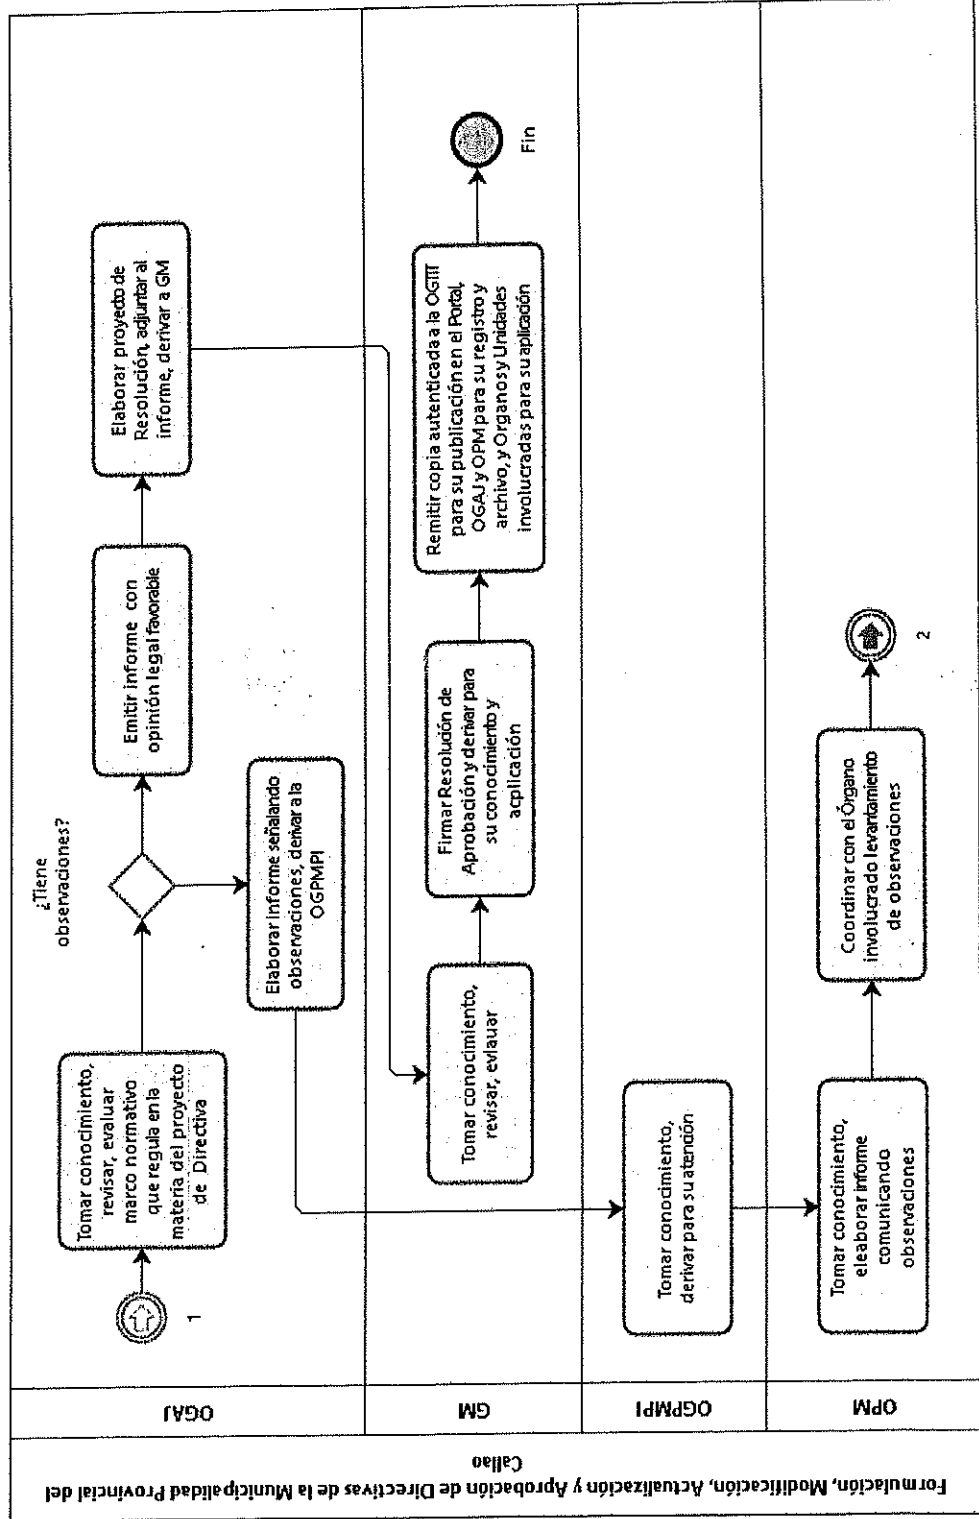 Formulación, Modificación, Actualización y Aprobación de Directivas de la Municipalidad Provincial del
Callao
OGAJ
1
Tomar conocimiento,
revisar, evaluar
marco normativo
que regula en la
materia del proyecto
de Directiva
¿Tiene
observaciones?
Emitir informe con
opinión legal favorable
Elaborar proyecto de
Resolución, adjuntar al
informe, derivar a GM
Elaborar informe señalando
observaciones, derivar a la
OGPMPI
GM
Tomar conocimiento,
revisar, evlauar
Firmar Resolución de
Aprobación y derivar para
su conocimiento y
acplicación
Remitir copia autenticada a la OGTIT
para su publicación en el Portal,
OGAJ y OPM para su registro y
archivo, y Organos y Unidades
involucradas para su aplicación
Fin
OGPMPI
Tomar conocimiento,
derivar para su atención
OPM
Tomar conocimiento,
eleaborar informe
comunicando
observaciones
Coordinar con el Órgano
involucrado levantamiento
de observaciones
2